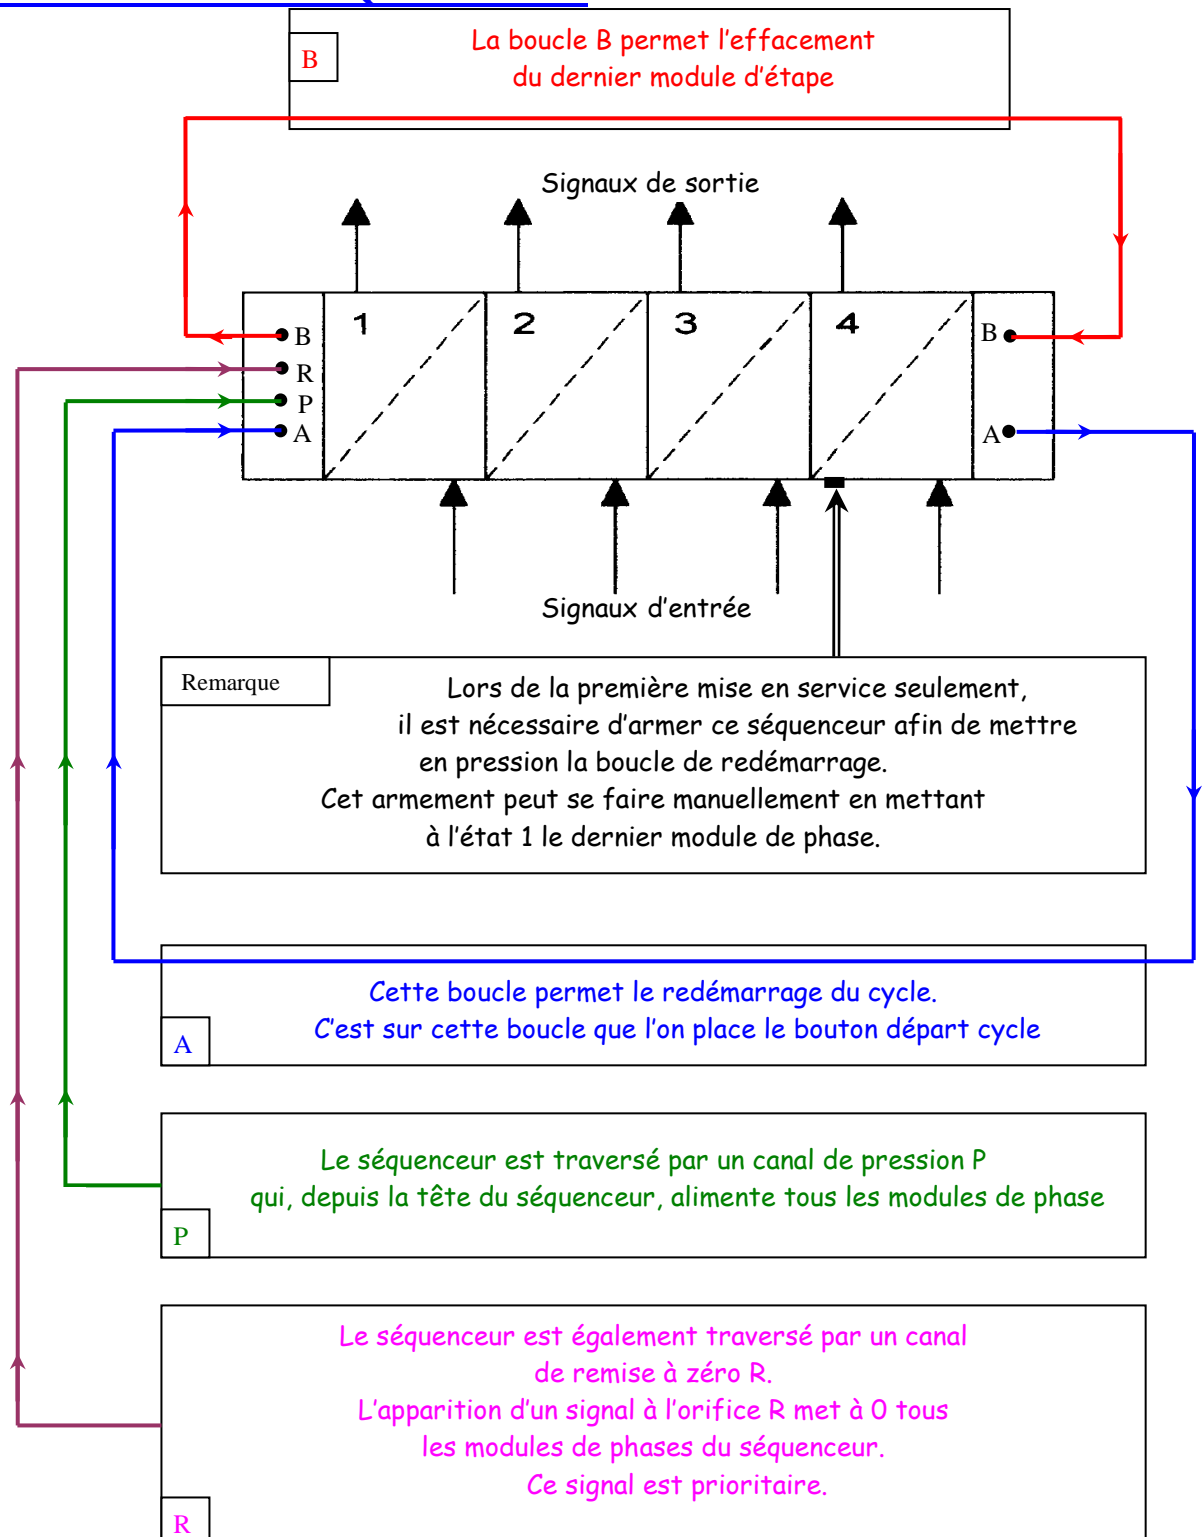 La boucle B permet l'effacement
B
du dernier module d'étape
Signaux de sortie
1 2 3 4
B B
R
P
A A
Signaux d'entrée
Remarque
Lors de la première mise en service seulement,
il est nécessaire d'armer ce séquenceur afin de mettre
en pression la boucle de redémarrage.
Cet armement peut se faire manuellement en mettant
à l'état 1 le dernier module de phase.
Cette boucle permet le redémarrage du cycle.
C'est sur cette boucle que l'on place le bouton départ cycle
A
Le séquenceur est traversé par un canal de pression P
qui, depuis la tête du séquenceur, alimente tous les modules de phase
P
Le séquenceur est également traversé par un canal
de remise à zéro R.
L'apparition d'un signal à l'orifice R met à 0 tous
les modules de phases du séquenceur.
Ce signal est prioritaire.
R